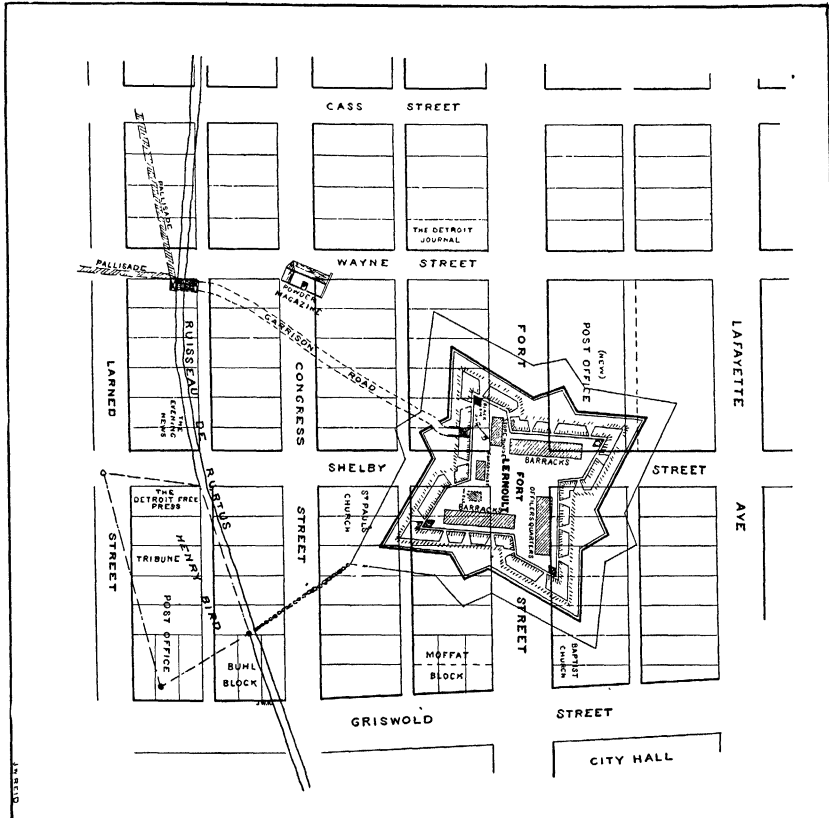 CASS STREET
PALLISADE
THE DETROIT
JOURNAL
WAYNE STREET
PALLISADE
POWDER
MAGAZINE
GARRISON ROAD
RUISSEAU DE RURTUS
LARNED STREET
CONGRESS STREET
FORT STREET
POST OFFICE
(NEW)
LAFAYETTE AVE
THE
EVENING
NEWS
SHELBY STREET
BARRACKS
FORT
LERNOULT
OFFICERS QUARTERS
BARRACKS
ST PAULS
CHURCH
THE
DETROIT FREE
PRESS
TRIBUNE
HENRY BIRD
POST OFFICE
BUHL
BLOCK
MOFFAT
BLOCK
BAPTIST
CHURCH
GRISWOLD STREET
CITY HALL